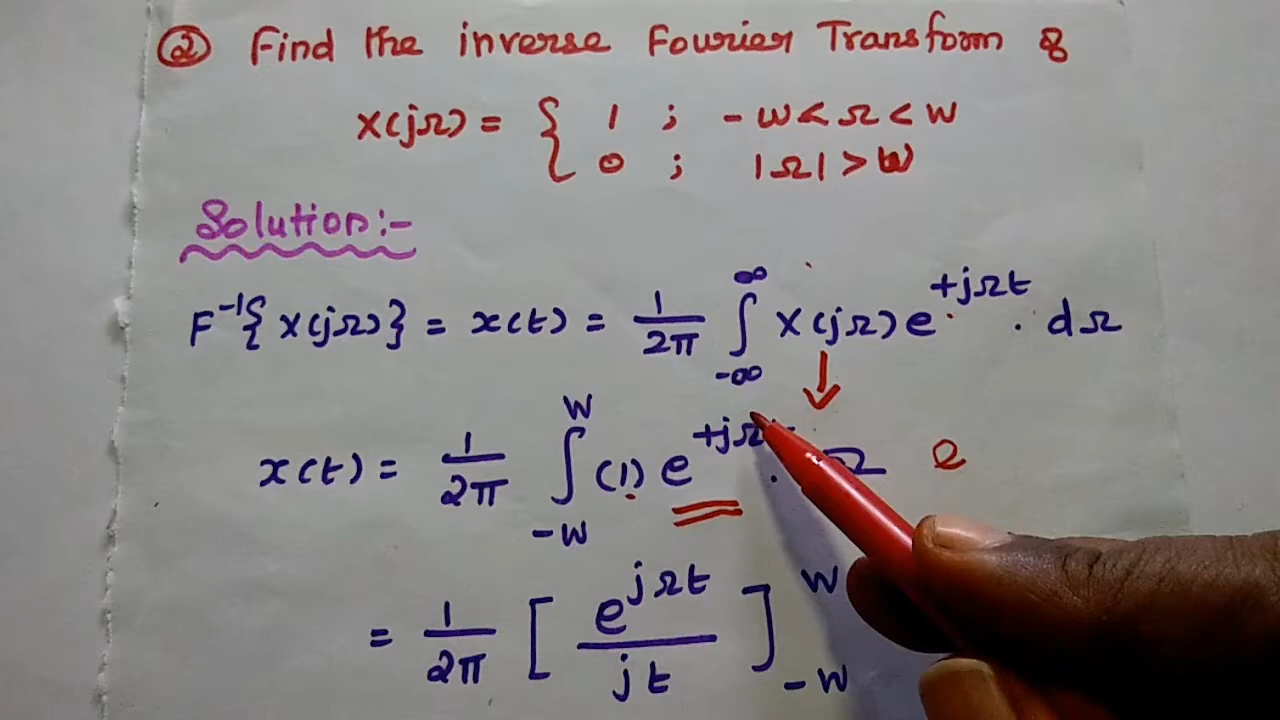 ② Find the inverse Fourier Transform of
X(jΩ) = { 1 ; -W < Ω < W
0 ; |Ω| > W
Solution:-
F⁻¹{X(jΩ)} = x(t) = 1/2π ∫_{-∞}^{∞} X(jΩ) e^{+jΩt} . dΩ
x(t) = 1/2π ∫_{-W}^{W} (1) e^{+jΩ} . Ω e
= 1/2π [ e^{jΩt} / jt ]_{-W}^{W}